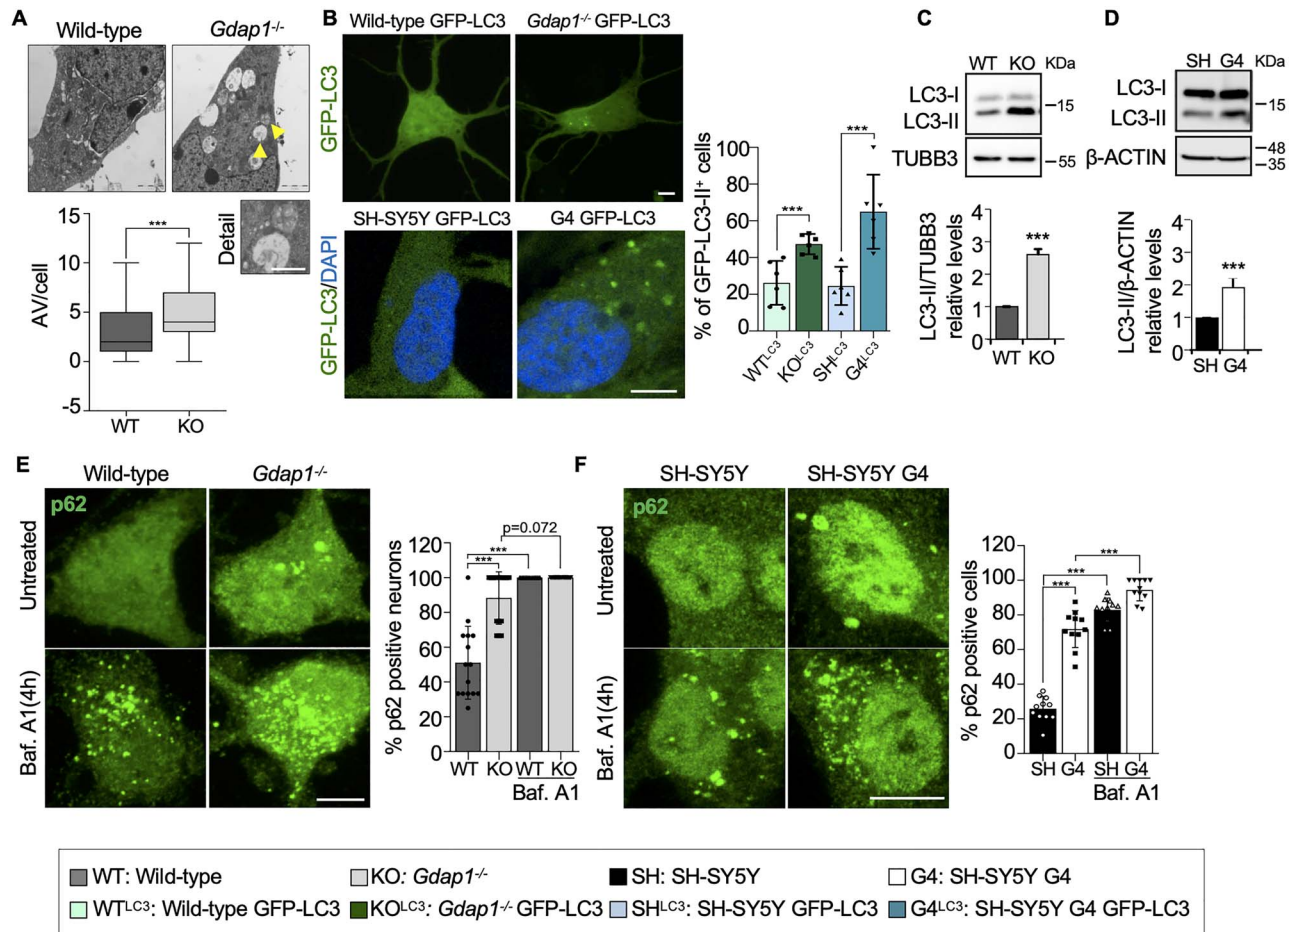 A
Wild-type
Gdap1-/-
Detail
AV/cell
15
10
5
0
-5
***
WT
KO
B
Wild-type GFP-LC3
Gdap1-/- GFP-LC3
GFP-LC3
SH-SY5Y GFP-LC3
G4 GFP-LC3
GFP-LC3/DAPI
% of GFP-LC3-II+ cells
100
80
60
40
20
0
***
***
WTLC3
KOLC3
SHLC3
G4LC3
C
WT KO KDa
LC3-I
LC3-II
–15
TUBB3
–55
LC3-II/TUBB3
relative levels
4
3
2
1
0
***
WT
KO
D
SH G4 KDa
LC3-I
LC3-II
–15
β-ACTIN
–48
–35
LC3-II/β-ACTIN
relative levels
4
3
2
1
0
***
SH G4
E
Wild-type
Gdap1-/-
p62
Untreated
Baf. A1(4h)
% p62 positive neurons
120
100
80
60
40
20
0
p=0.072
***
***
WT KO WT KO
Baf. A1
F
SH-SY5Y
SH-SY5Y G4
p62
Untreated
Baf. A1(4h)
% p62 positive cells
120
100
80
60
40
20
0
***
***
***
SH G4 SH G4
Baf. A1
WT: Wild-type
KO: Gdap1-/-
SH: SH-SY5Y
G4: SH-SY5Y G4
WTLC3: Wild-type GFP-LC3
KOLC3: Gdap1-/- GFP-LC3
SHLC3: SH-SY5Y GFP-LC3
G4LC3: SH-SY5Y G4 GFP-LC3